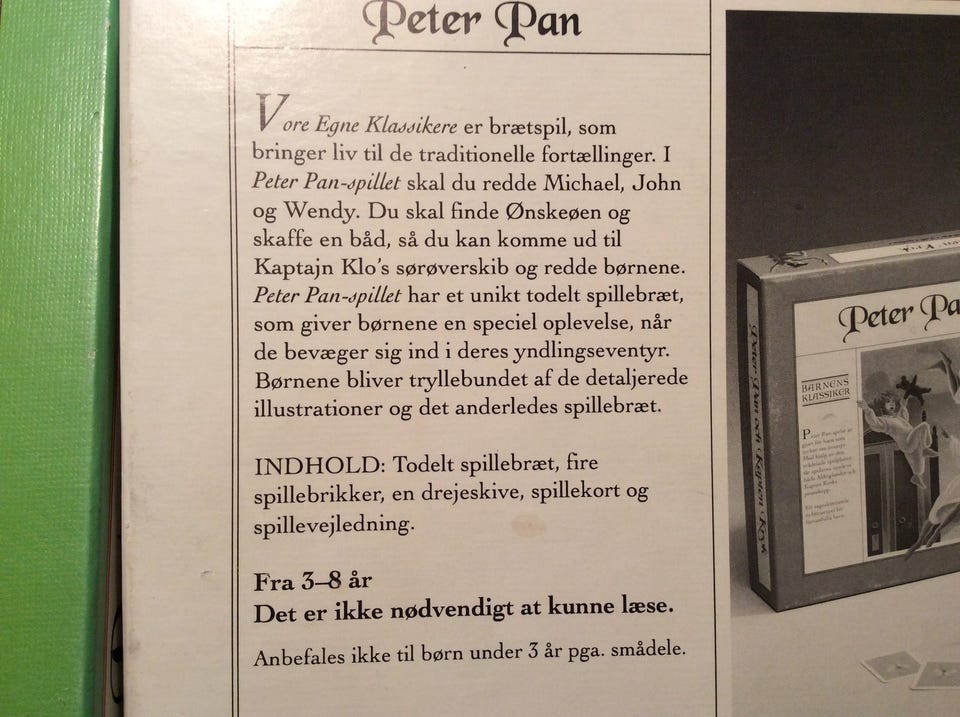 Peter Pan
Vore Egne Klassikere er brætspil, som
bringer liv til de traditionelle fortællinger. I
Peter Pan-spillet skal du redde Michael, John
og Wendy. Du skal finde Ønskeøen og
skaffe en båd, så du kan komme ud til
Kaptajn Klo's sørøverskib og redde børnene.
Peter Pan-spillet har et unikt todelt spillebræt,
som giver børnene en speciel oplevelse, når
de bevæger sig ind i deres yndlingseventyr.
Børnene bliver tryllebundet af de detaljerede
illustrationer og det anderledes spillebræt.
INDHOLD: Todelt spillebræt, fire
spillebrikker, en drejeskive, spillekort og
spillevejledning.
Fra 3–8 år
Det er ikke nødvendigt at kunne læse.
Anbefales ikke til børn under 3 år pga. smådele.
Peter Pa
BARNENS
KLASSIKER
Peter Pan och Kapten Krok